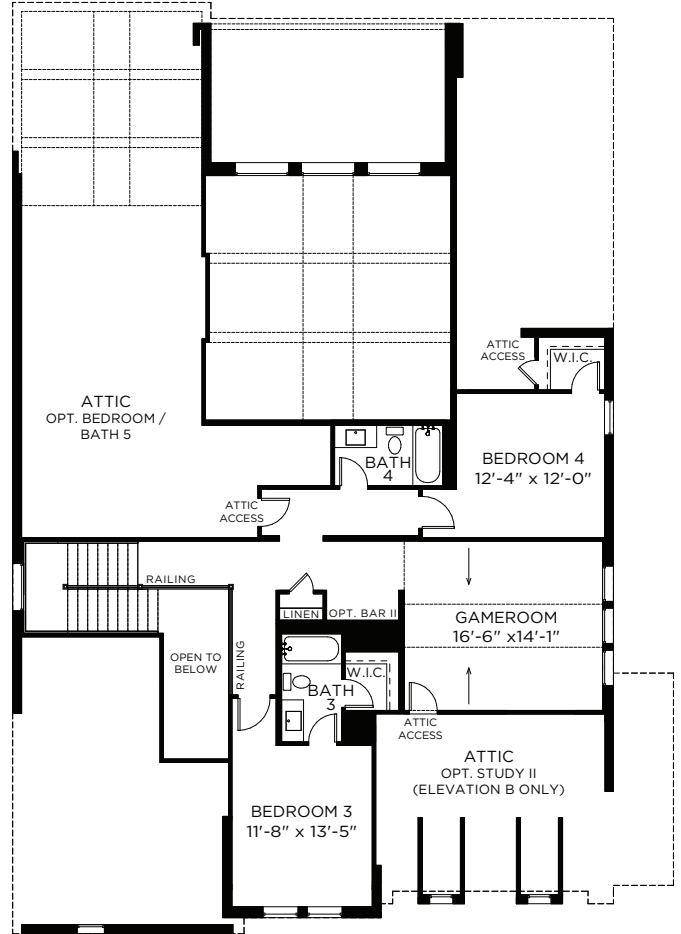 ATTIC
ACCESS
W.I.C.
ATTIC
OPT. BEDROOM /
BATH 5
BEDROOM 4
12'-4" x 12'-0"
BATH
4
ATTIC
ACCESS
RAILING
LINEN
OPT. BAR II
GAMEROOM
16'-6" x14'-1"
OPEN TO
BELOW
RAILING
W.I.C.
BATH
3
ATTIC
ACCESS
ATTIC
OPT. STUDY II
(ELEVATION B ONLY)
BEDROOM 3
11'-8" x 13'-5"